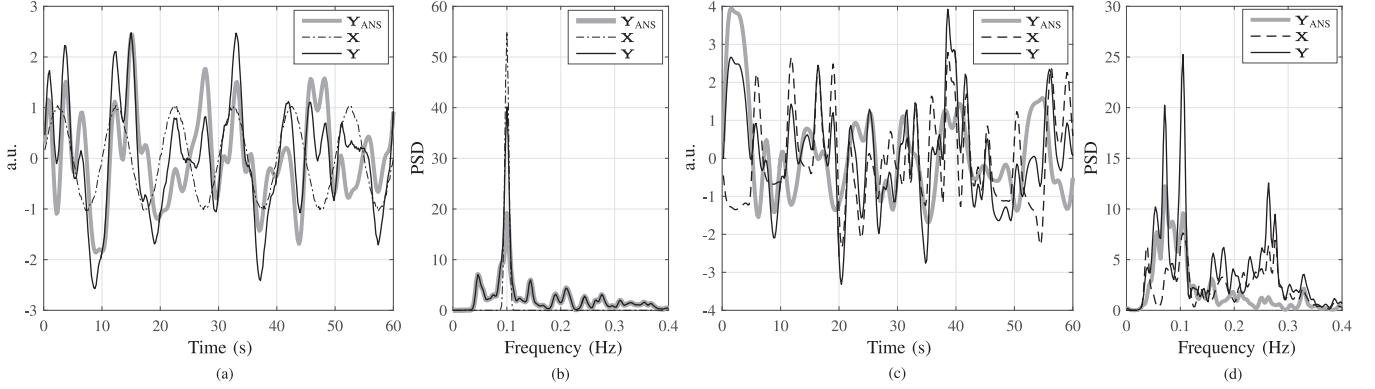 3
2
1
0
-1
-2
-3
0 10 20 30 40 50 60
a.u.
Time (s)
Y_ANS
X
Y
(a)
60
50
40
30
20
10
0
0 0.1 0.2 0.3 0.4
PSD
Frequency (Hz)
Y_ANS
X
Y
(b)
4
3
2
1
0
-1
-2
-3
-4
0 10 20 30 40 50 60
a.u.
Time (s)
Y_ANS
X
Y
(c)
30
25
20
15
10
5
0
0 0.1 0.2 0.3 0.4
PSD
Frequency (Hz)
Y_ANS
X
Y
(d)